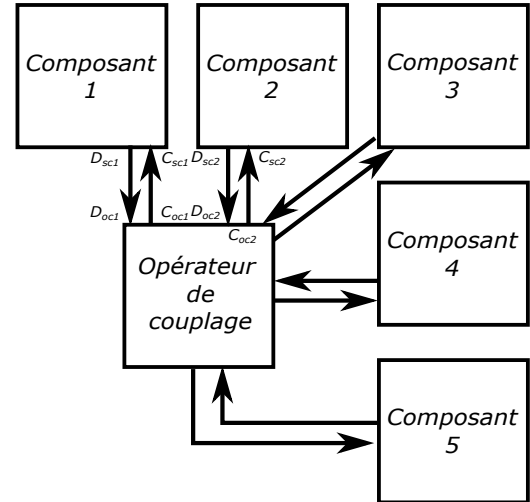 Composant
1
Composant
2
Composant
3
D_sc1 C_sc1 D_sc2 C_sc2
D_oc1 C_oc1 D_oc2
C_oc2
Opérateur
de
couplage
Composant
4
Composant
5